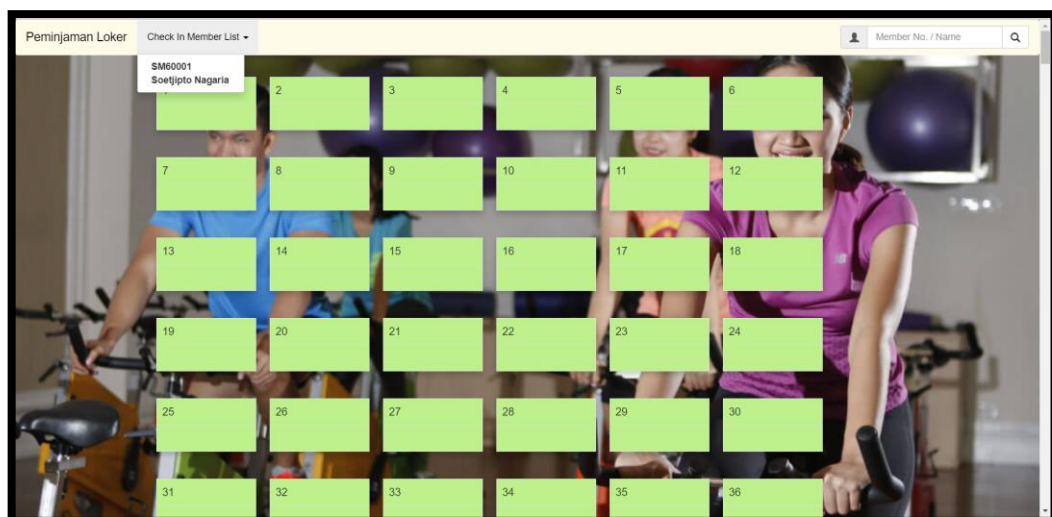 Peminjaman Loker Check In Member List Member No. / Name
SM60001
Soetjipto Nagaria
2 3 4 5 6
7 8 9 10 11 12
13 14 15 16 17 18
19 20 21 22 23 24
25 26 27 28 29 30
31 32 33 34 35 36